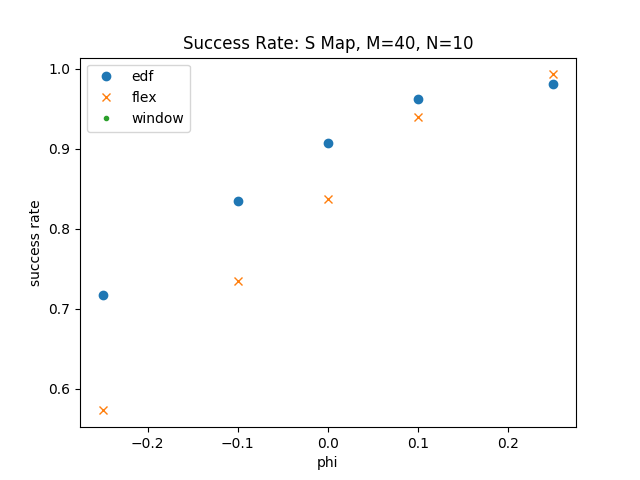 Success Rate: S Map, M=40, N=10
1.0
0.9
0.8
0.7
0.6
success rate
edf
flex
window
−0.2
−0.1
0.0
0.1
0.2
phi